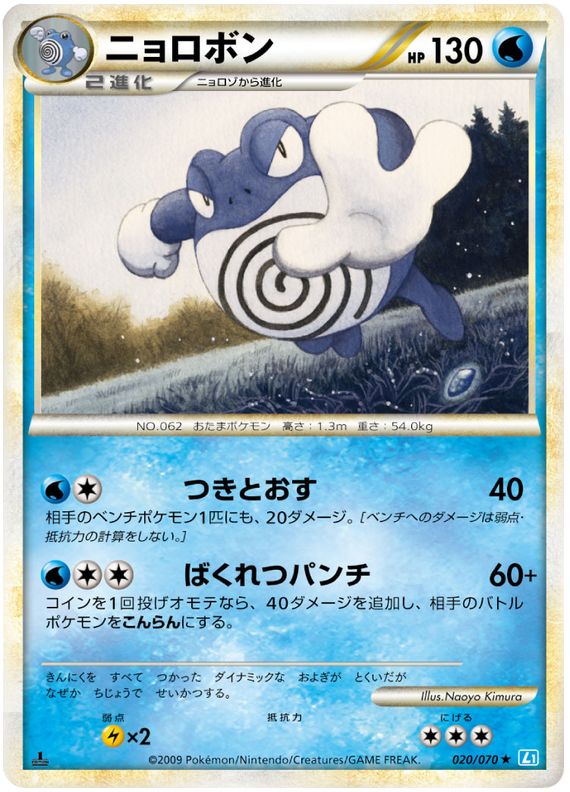 ニョロボン HP 130
2進化 ニョロゾから進化
NO.062 おたまポケモン 高さ:1.3m 重さ:54.0kg
つきとおす 40
相手のベンチポケモン1匹にも、20ダメージ。[ベンチへのダメージは弱点・
抵抗力の計算をしない。]
ばくれつパンチ 60+
コインを1回投げオモテなら、40ダメージを追加し、相手のバトル
ポケモンをこんらんにする。
きんにくを すべて つかった ダイナミックな およぎが とくいだが
なぜか ちじょうで せいかつする。
Illus.Naoyo Kimura
弱点 抵抗力 にげる
×2
1 EDITION ©2009 Pokémon/Nintendo/Creatures/GAME FREAK. 020/070 ★ L1